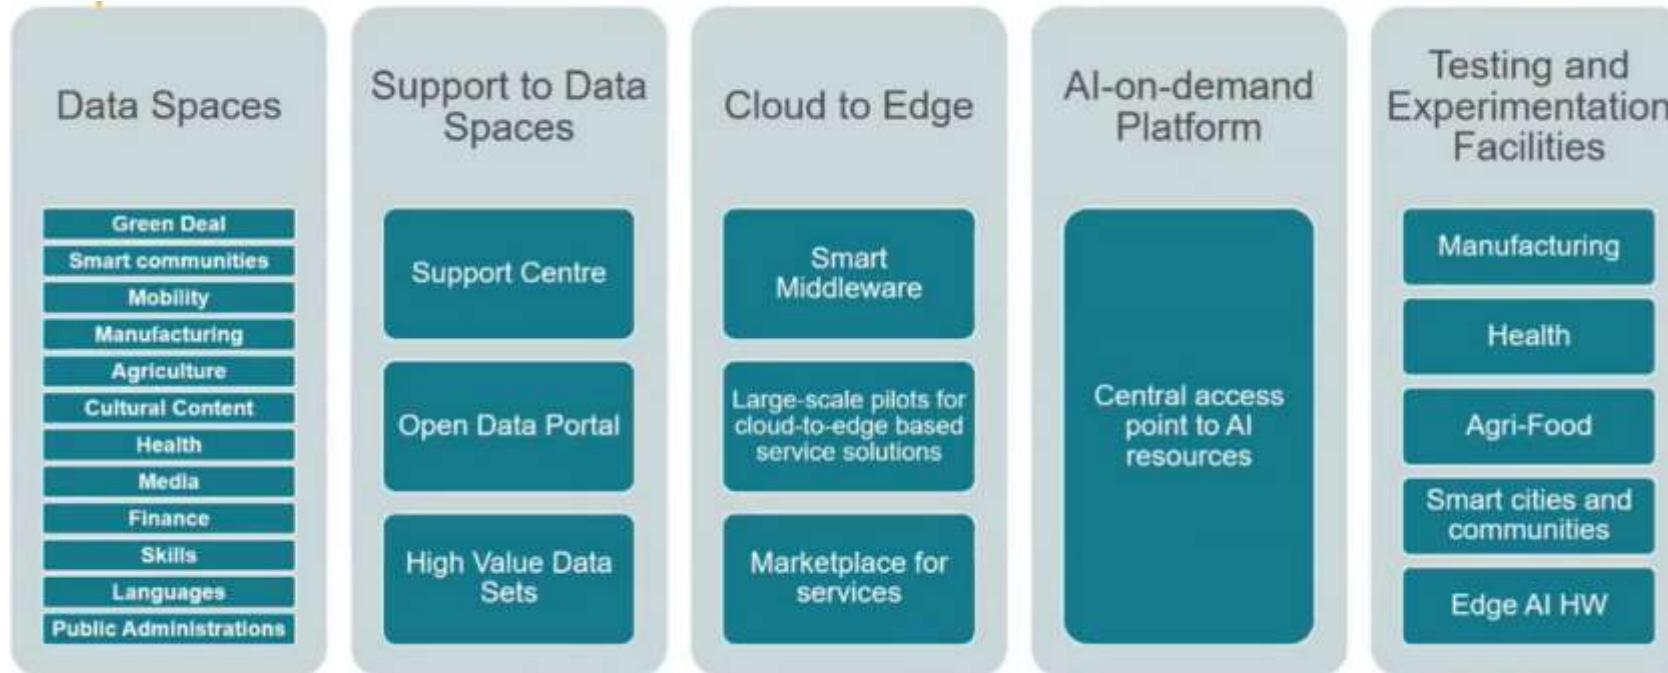 Data Spaces
Green Deal
Smart communities
Mobility
Manufacturing
Agriculture
Cultural Content
Health
Media
Finance
Skills
Languages
Public Administrations
Support to Data
Spaces
Support Centre
Open Data Portal
High Value Data
Sets
Cloud to Edge
Smart
Middleware
Large-scale pilots for
cloud-to-edge based
service solutions
Marketplace for
services
AI-on-demand
Platform
Central access
point to AI
resources
Testing and
Experimentation
Facilities
Manufacturing
Health
Agri-Food
Smart cities and
communities
Edge AI HW